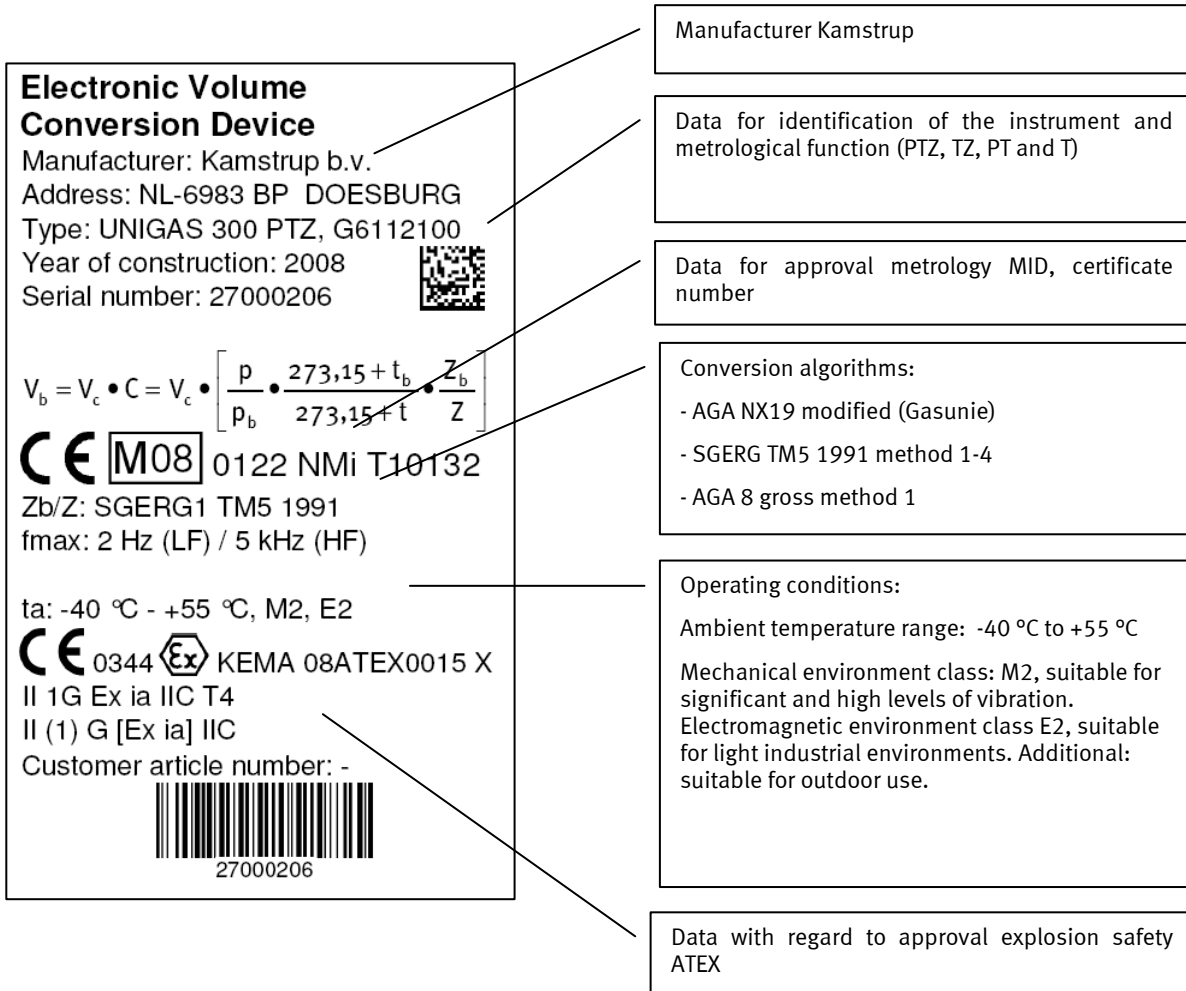 Electronic Volume
Conversion Device
Manufacturer: Kamstrup b.v.
Address: NL-6983 BP DOESBURG
Type: UNIGAS 300 PTZ, G6112100
Year of construction: 2008
Serial number: 27000206
V_b = V_c • C = V_c • [ p/p_b • (273,15 + t_b)/(273,15 + t) • Z_b/Z ]
CE M08 0122 NMi T10132
Zb/Z: SGERG1 TM5 1991
fmax: 2 Hz (LF) / 5 kHz (HF)
ta: -40 °C - +55 °C, M2, E2
CE 0344 Ex KEMA 08ATEX0015 X
II 1G Ex ia IIC T4
II (1) G [Ex ia] IIC
Customer article number: -
27000206
Manufacturer Kamstrup
Data for identification of the instrument and
metrological function (PTZ, TZ, PT and T)
Data for approval metrology MID, certificate
number
Conversion algorithms:
- AGA NX19 modified (Gasunie)
- SGERG TM5 1991 method 1-4
- AGA 8 gross method 1
Operating conditions:
Ambient temperature range: -40 °C to +55 °C
Mechanical environment class: M2, suitable for
significant and high levels of vibration.
Electromagnetic environment class E2, suitable
for light industrial environments. Additional:
suitable for outdoor use.
Data with regard to approval explosion safety
ATEX